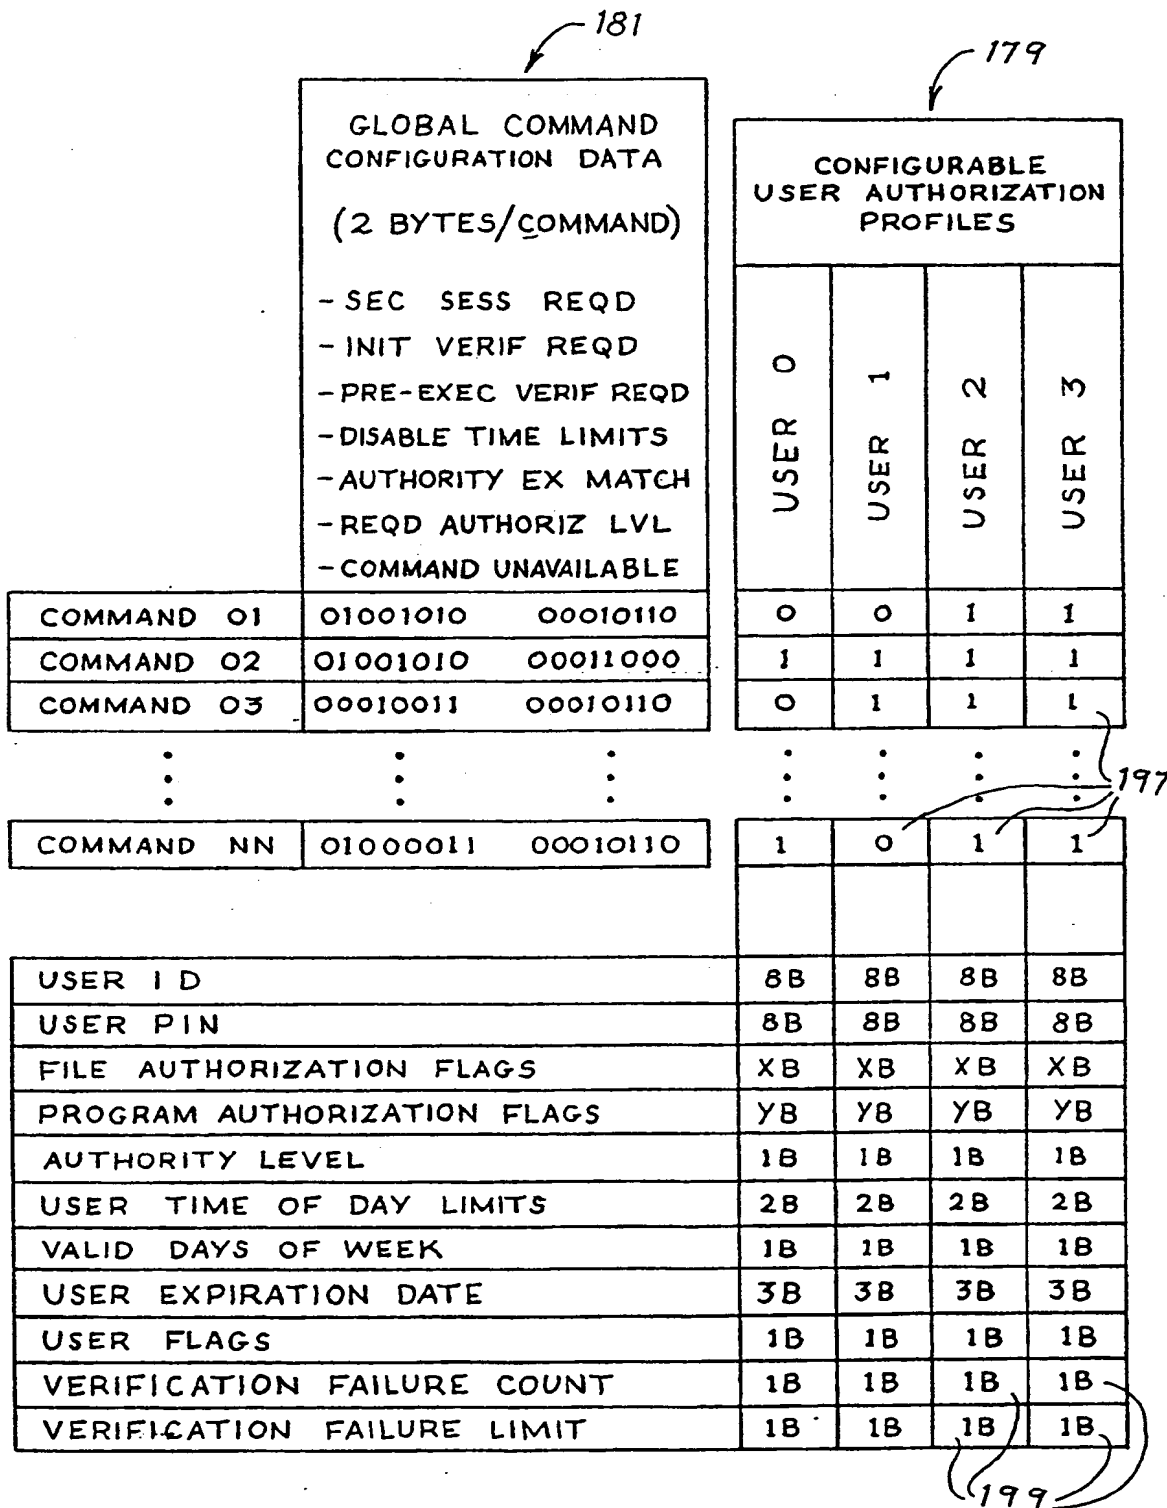 181
179
GLOBAL COMMAND
CONFIGURATION DATA
(2 BYTES/COMMAND)
- SEC SESS REQD
- INIT VERIF REQD
- PRE-EXEC VERIF REQD
- DISABLE TIME LIMITS
- AUTHORITY EX MATCH
- REQD AUTHORIZ LVL
- COMMAND UNAVAILABLE
CONFIGURABLE
USER AUTHORIZATION
PROFILES
USER 0
USER 1
USER 2
USER 3
COMMAND 01 01001010 00010110 0 0 1 1
COMMAND 02 01001010 00011000 1 1 1 1
COMMAND 03 00010011 00010110 0 1 1 1
197
COMMAND NN 01000011 00010110 1 0 1 1
USER ID 8B 8B 8B 8B
USER PIN 8B 8B 8B 8B
FILE AUTHORIZATION FLAGS XB XB XB XB
PROGRAM AUTHORIZATION FLAGS YB YB YB YB
AUTHORITY LEVEL 1B 1B 1B 1B
USER TIME OF DAY LIMITS 2B 2B 2B 2B
VALID DAYS OF WEEK 1B 1B 1B 1B
USER EXPIRATION DATE 3B 3B 3B 3B
USER FLAGS 1B 1B 1B 1B
VERIFICATION FAILURE COUNT 1B 1B 1B 1B
VERIFICATION FAILURE LIMIT 1B 1B 1B 1B
199